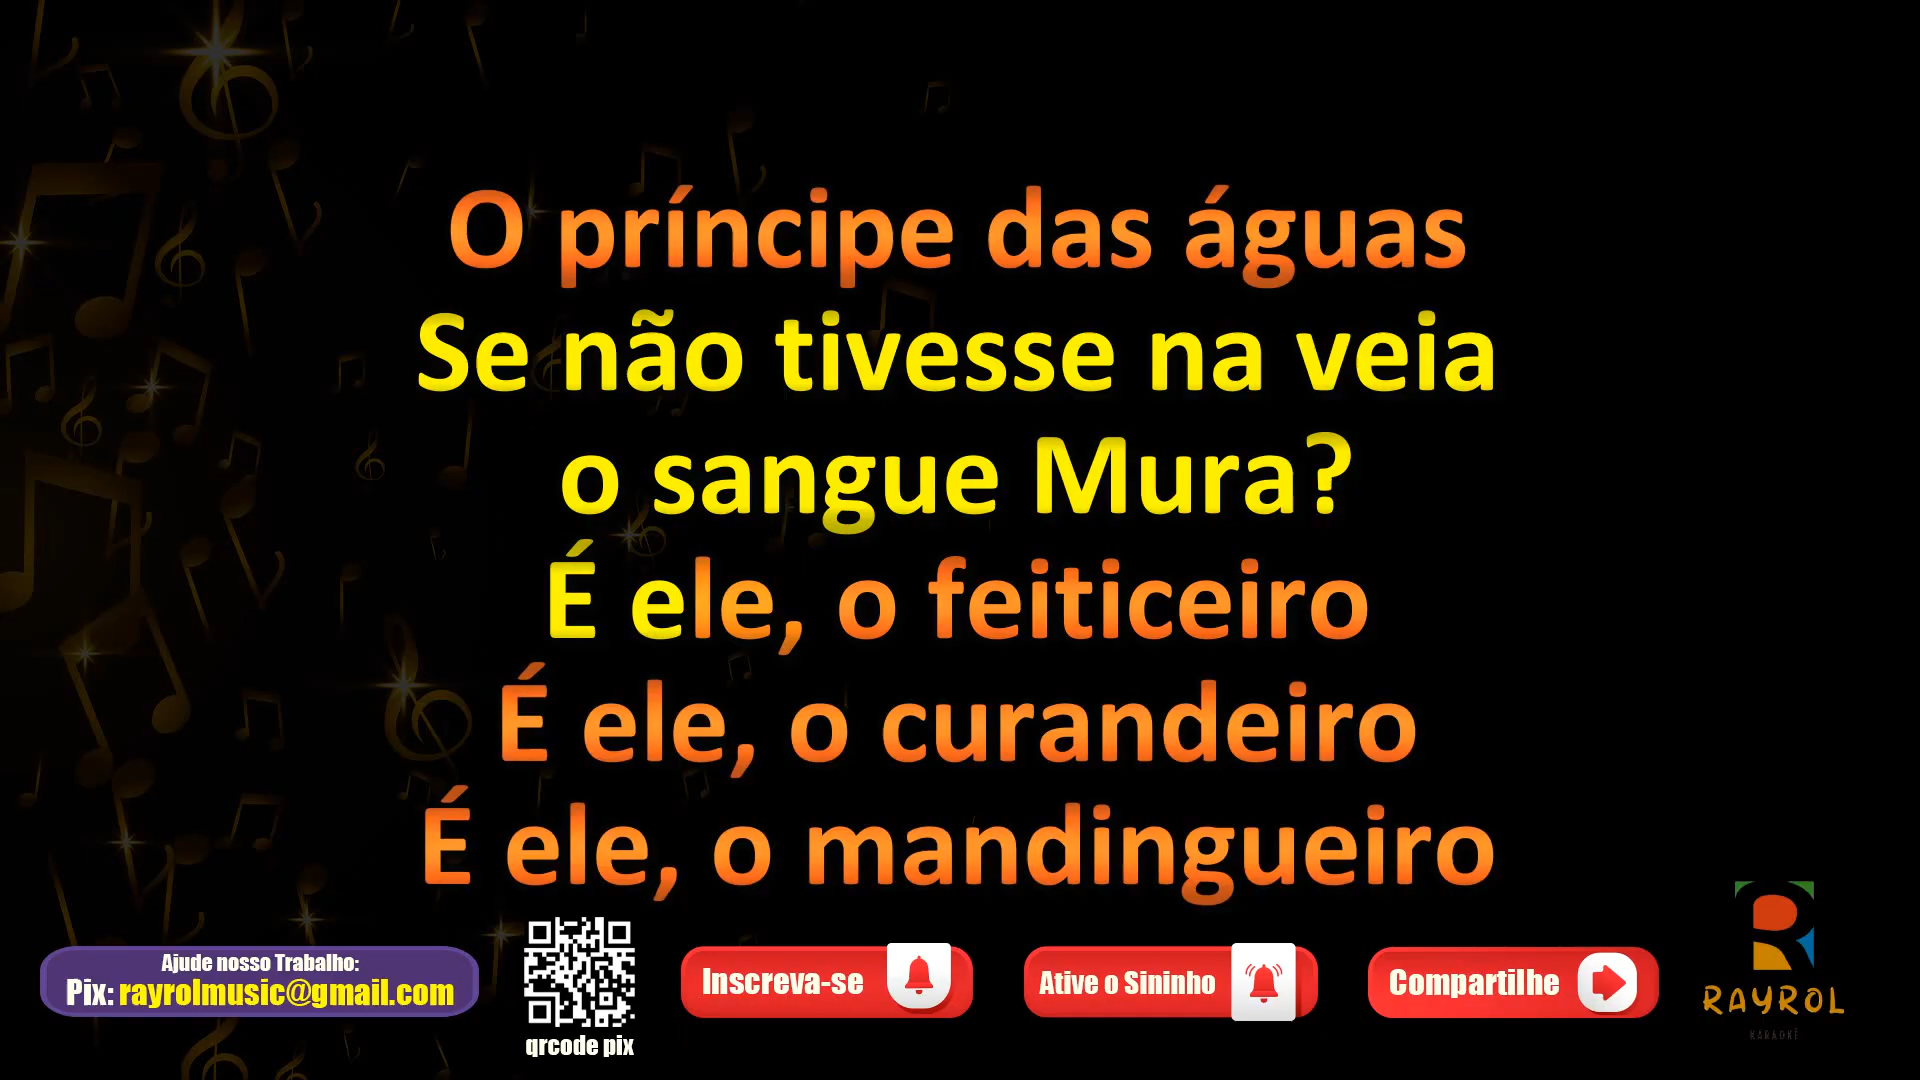 O príncipe das águas
Se não tivesse na veia
o sangue Mura?
É ele, o feiticeiro
É ele, o curandeiro
É ele, o mandingueiro
Ajude nosso Trabalho:
Pix: rayrolmusic@gmail.com
qrcode pix
Inscreva-se
Ative o Sininho
Compartilhe
RAYROL
KARAOKÊ